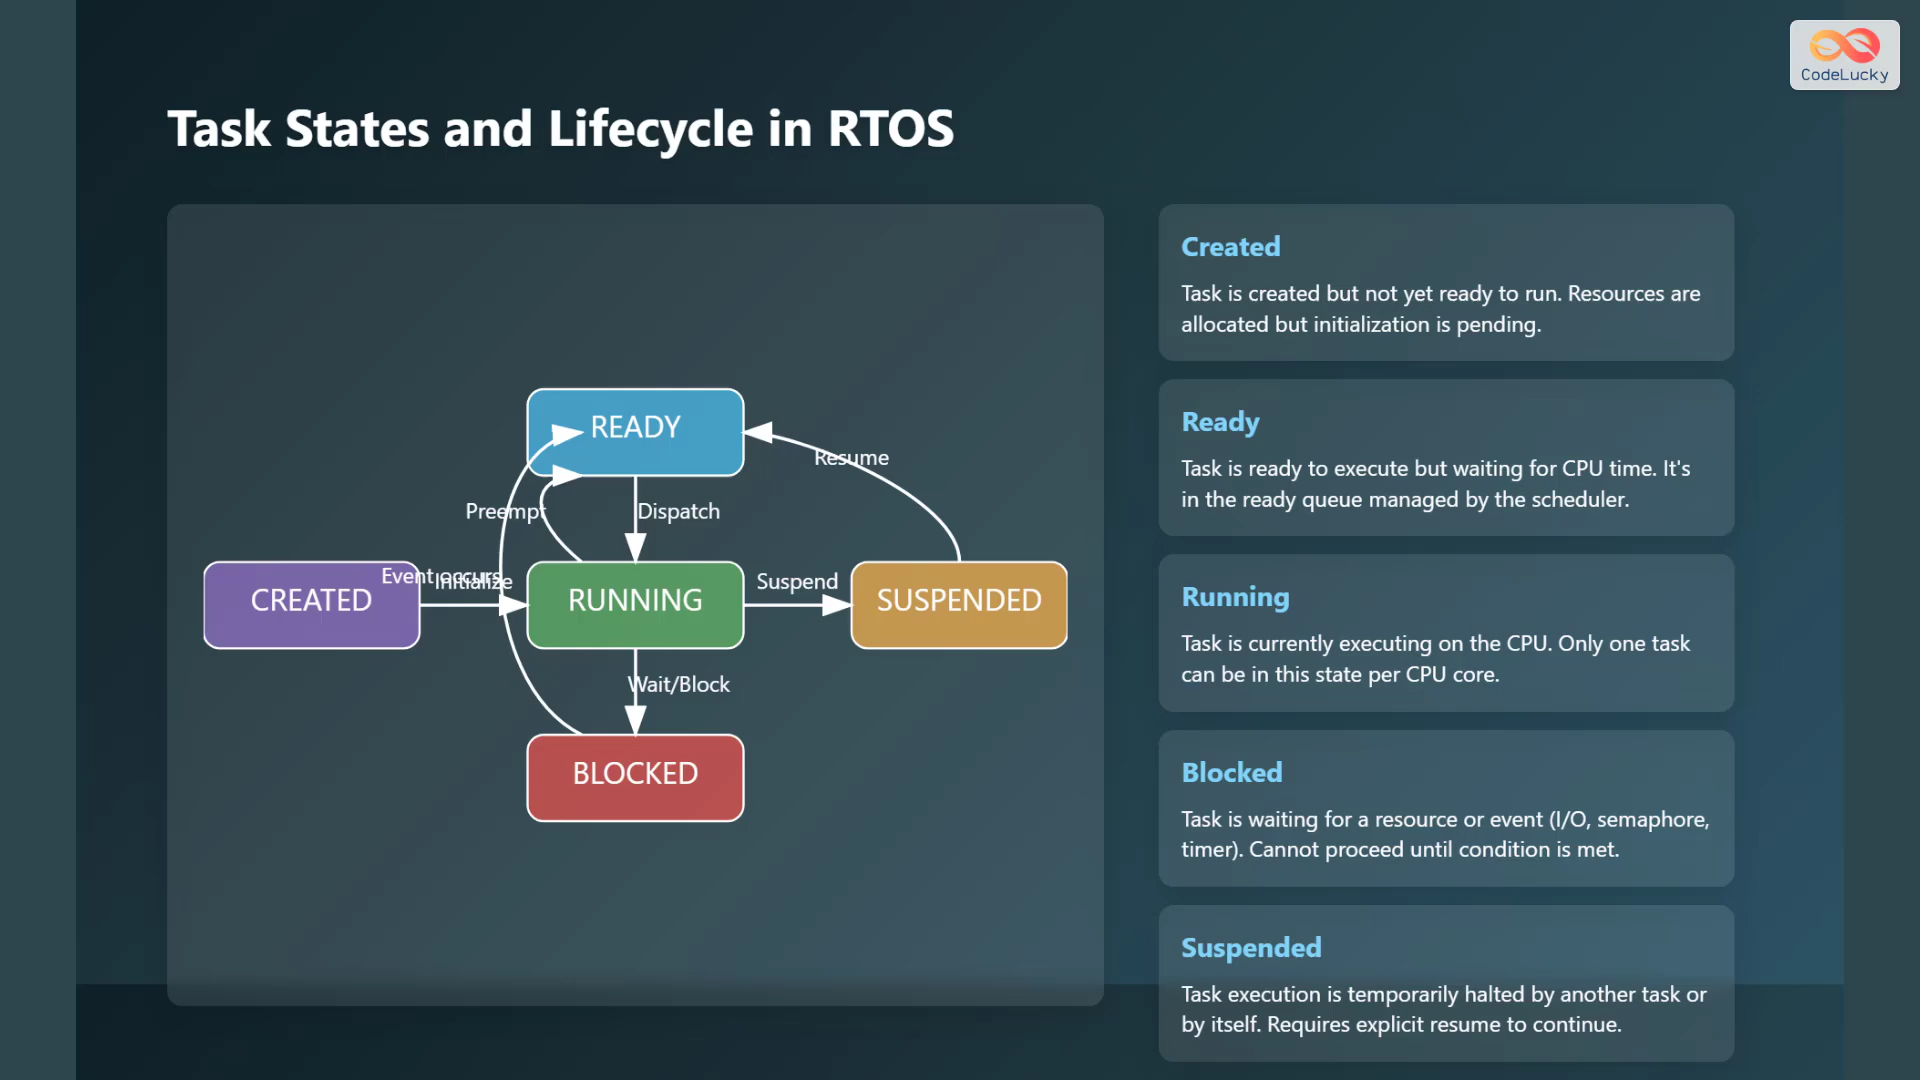 CodeLucky
Task States and Lifecycle in RTOS
READY
Resume
Preempt
Dispatch
Event occurs
Initialize
Suspend
CREATED
RUNNING
SUSPENDED
Wait/Block
BLOCKED
Created
Task is created but not yet ready to run. Resources are
allocated but initialization is pending.
Ready
Task is ready to execute but waiting for CPU time. It's
in the ready queue managed by the scheduler.
Running
Task is currently executing on the CPU. Only one task
can be in this state per CPU core.
Blocked
Task is waiting for a resource or event (I/O, semaphore,
timer). Cannot proceed until condition is met.
Suspended
Task execution is temporarily halted by another task or
by itself. Requires explicit resume to continue.